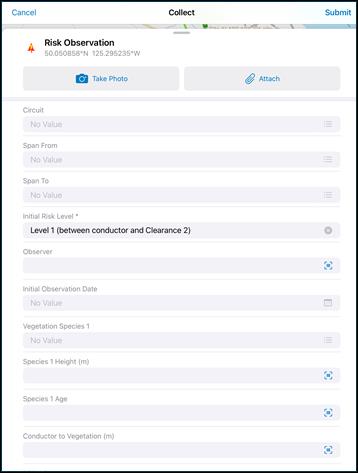 Cancel
Collect
Submit
Risk Observation
50.050858°N 125.295235°W
Take Photo
Attach
Circuit
No Value
Span From
No Value
Span To
No Value
Initial Risk Level *
Level 1 (between conductor and Clearance 2)
Observer
Initial Observation Date
No Value
Vegetation Species 1
No Value
Species 1 Height (m)
Species 1 Age
Conductor to Vegetation (m)